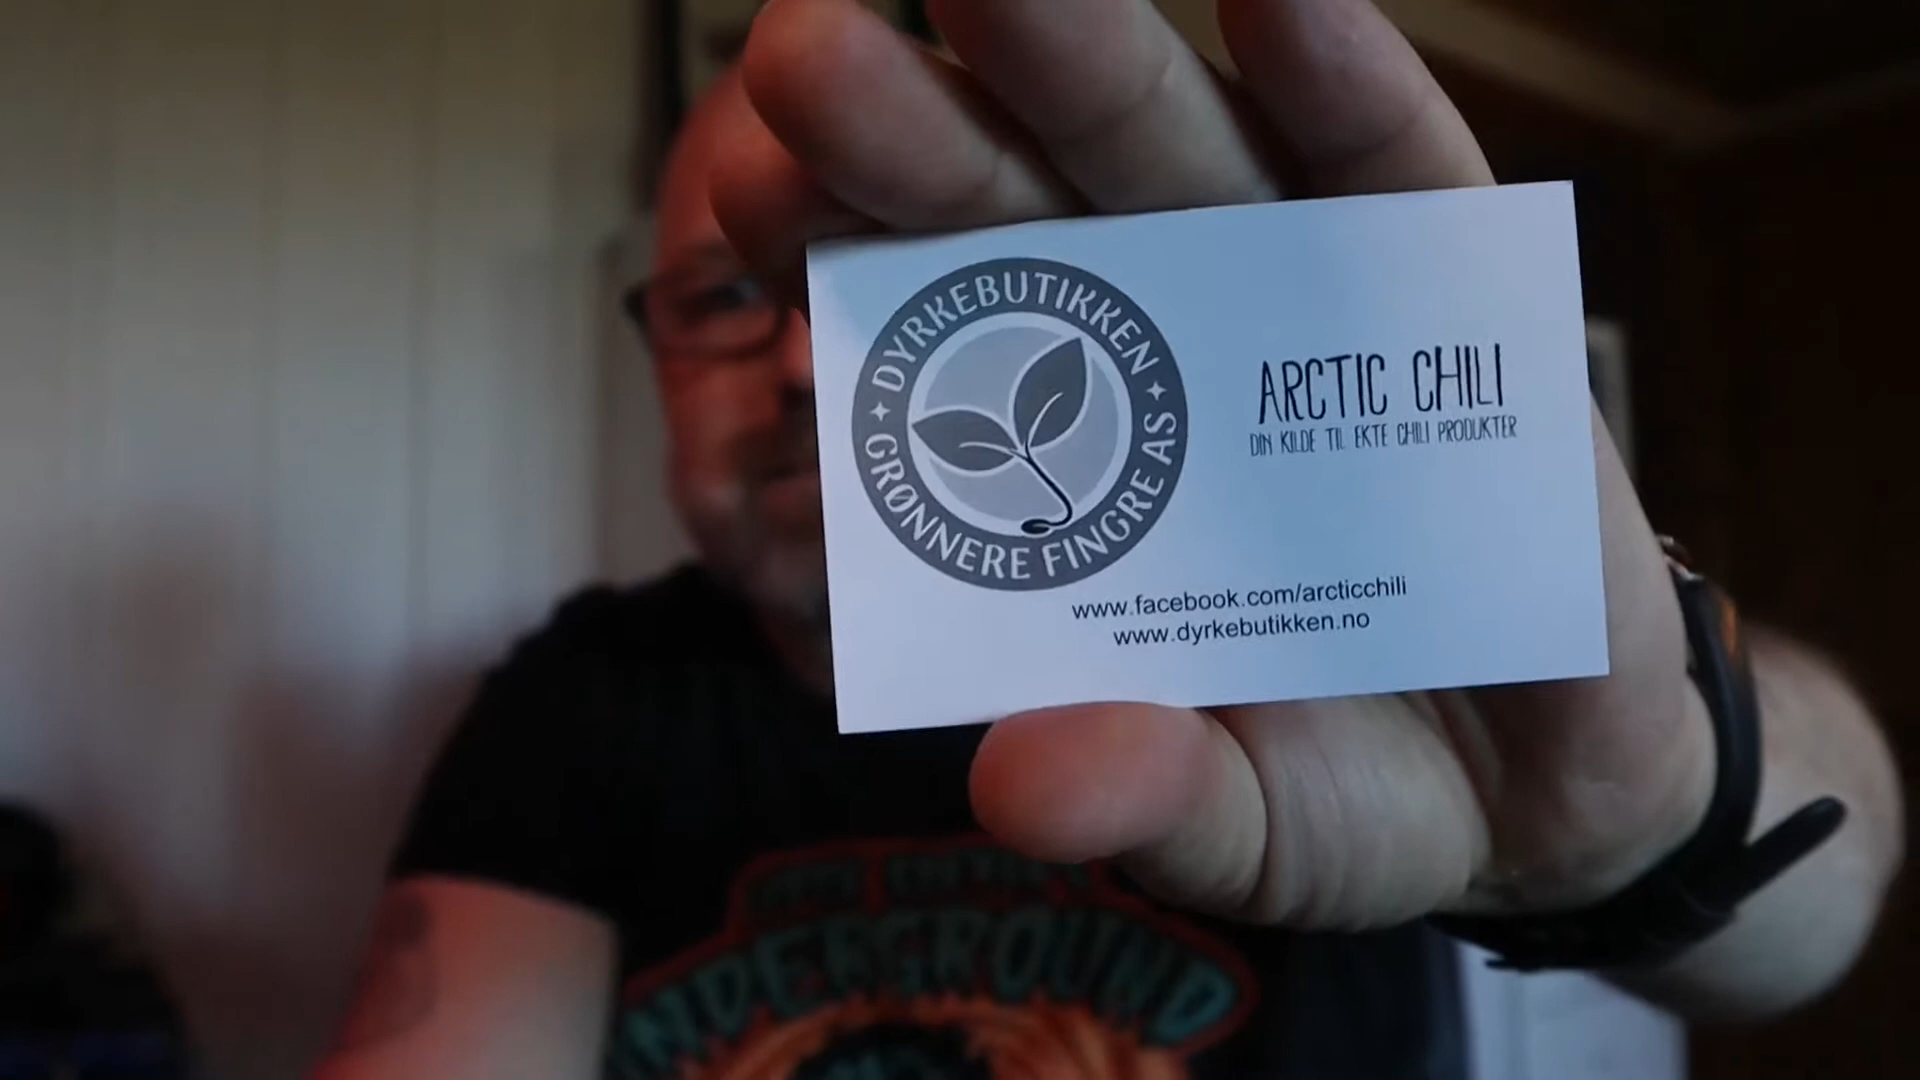 DYRKEBUTIKKEN
GRØNNERE FINGRE AS
ARCTIC CHILI
DIN KILDE TIL EKTE CHILI PRODUKTER
www.facebook.com/arcticchili
www.dyrkebutikken.no
UNDERGROUND